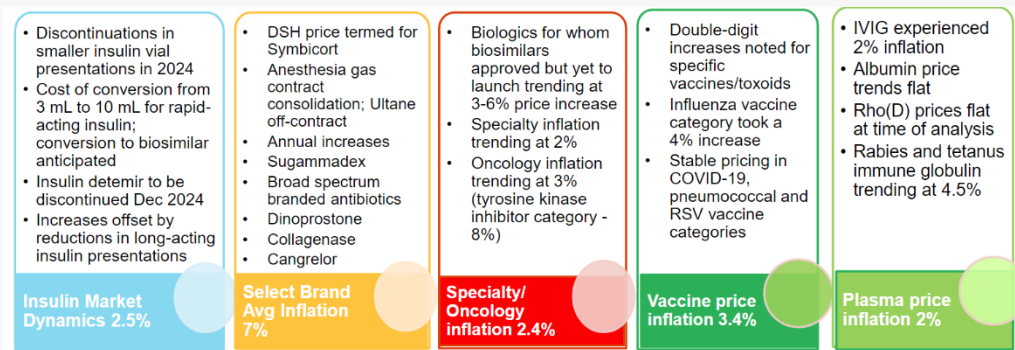 • Discontinuations in
smaller insulin vial
presentations in 2024
• Cost of conversion from
3 mL to 10 mL for rapid-
acting insulin;
conversion to biosimilar
anticipated
• Insulin detemir to be
discontinued Dec 2024
• Increases offset by
reductions in long-acting
insulin presentations
Insulin Market
Dynamics 2.5%
• DSH price termed for
Symbicort
• Anesthesia gas
contract
consolidation; Ultane
off-contract
• Annual increases
• Sugammadex
• Broad spectrum
branded antibiotics
• Dinoprostone
• Collagenase
• Cangrelor
Select Brand
Avg Inflation
7%
• Biologics for whom
biosimilars
approved but yet to
launch trending at
3-6% price increase
• Specialty inflation
trending at 2%
• Oncology inflation
trending at 3%
(tyrosine kinase
inhibitor category -
8%)
Specialty/
Oncology
inflation 2.4%
• Double-digit
increases noted for
specific
vaccines/toxoids
• Influenza vaccine
category took a
4% increase
• Stable pricing in
COVID-19,
pneumococcal and
RSV vaccine
categories
Vaccine price
inflation 3.4%
• IVIG experienced
2% inflation
• Albumin price
trends flat
• Rho(D) prices flat
at time of analysis
• Rabies and tetanus
immune globulin
trending at 4.5%
Plasma price
inflation 2%